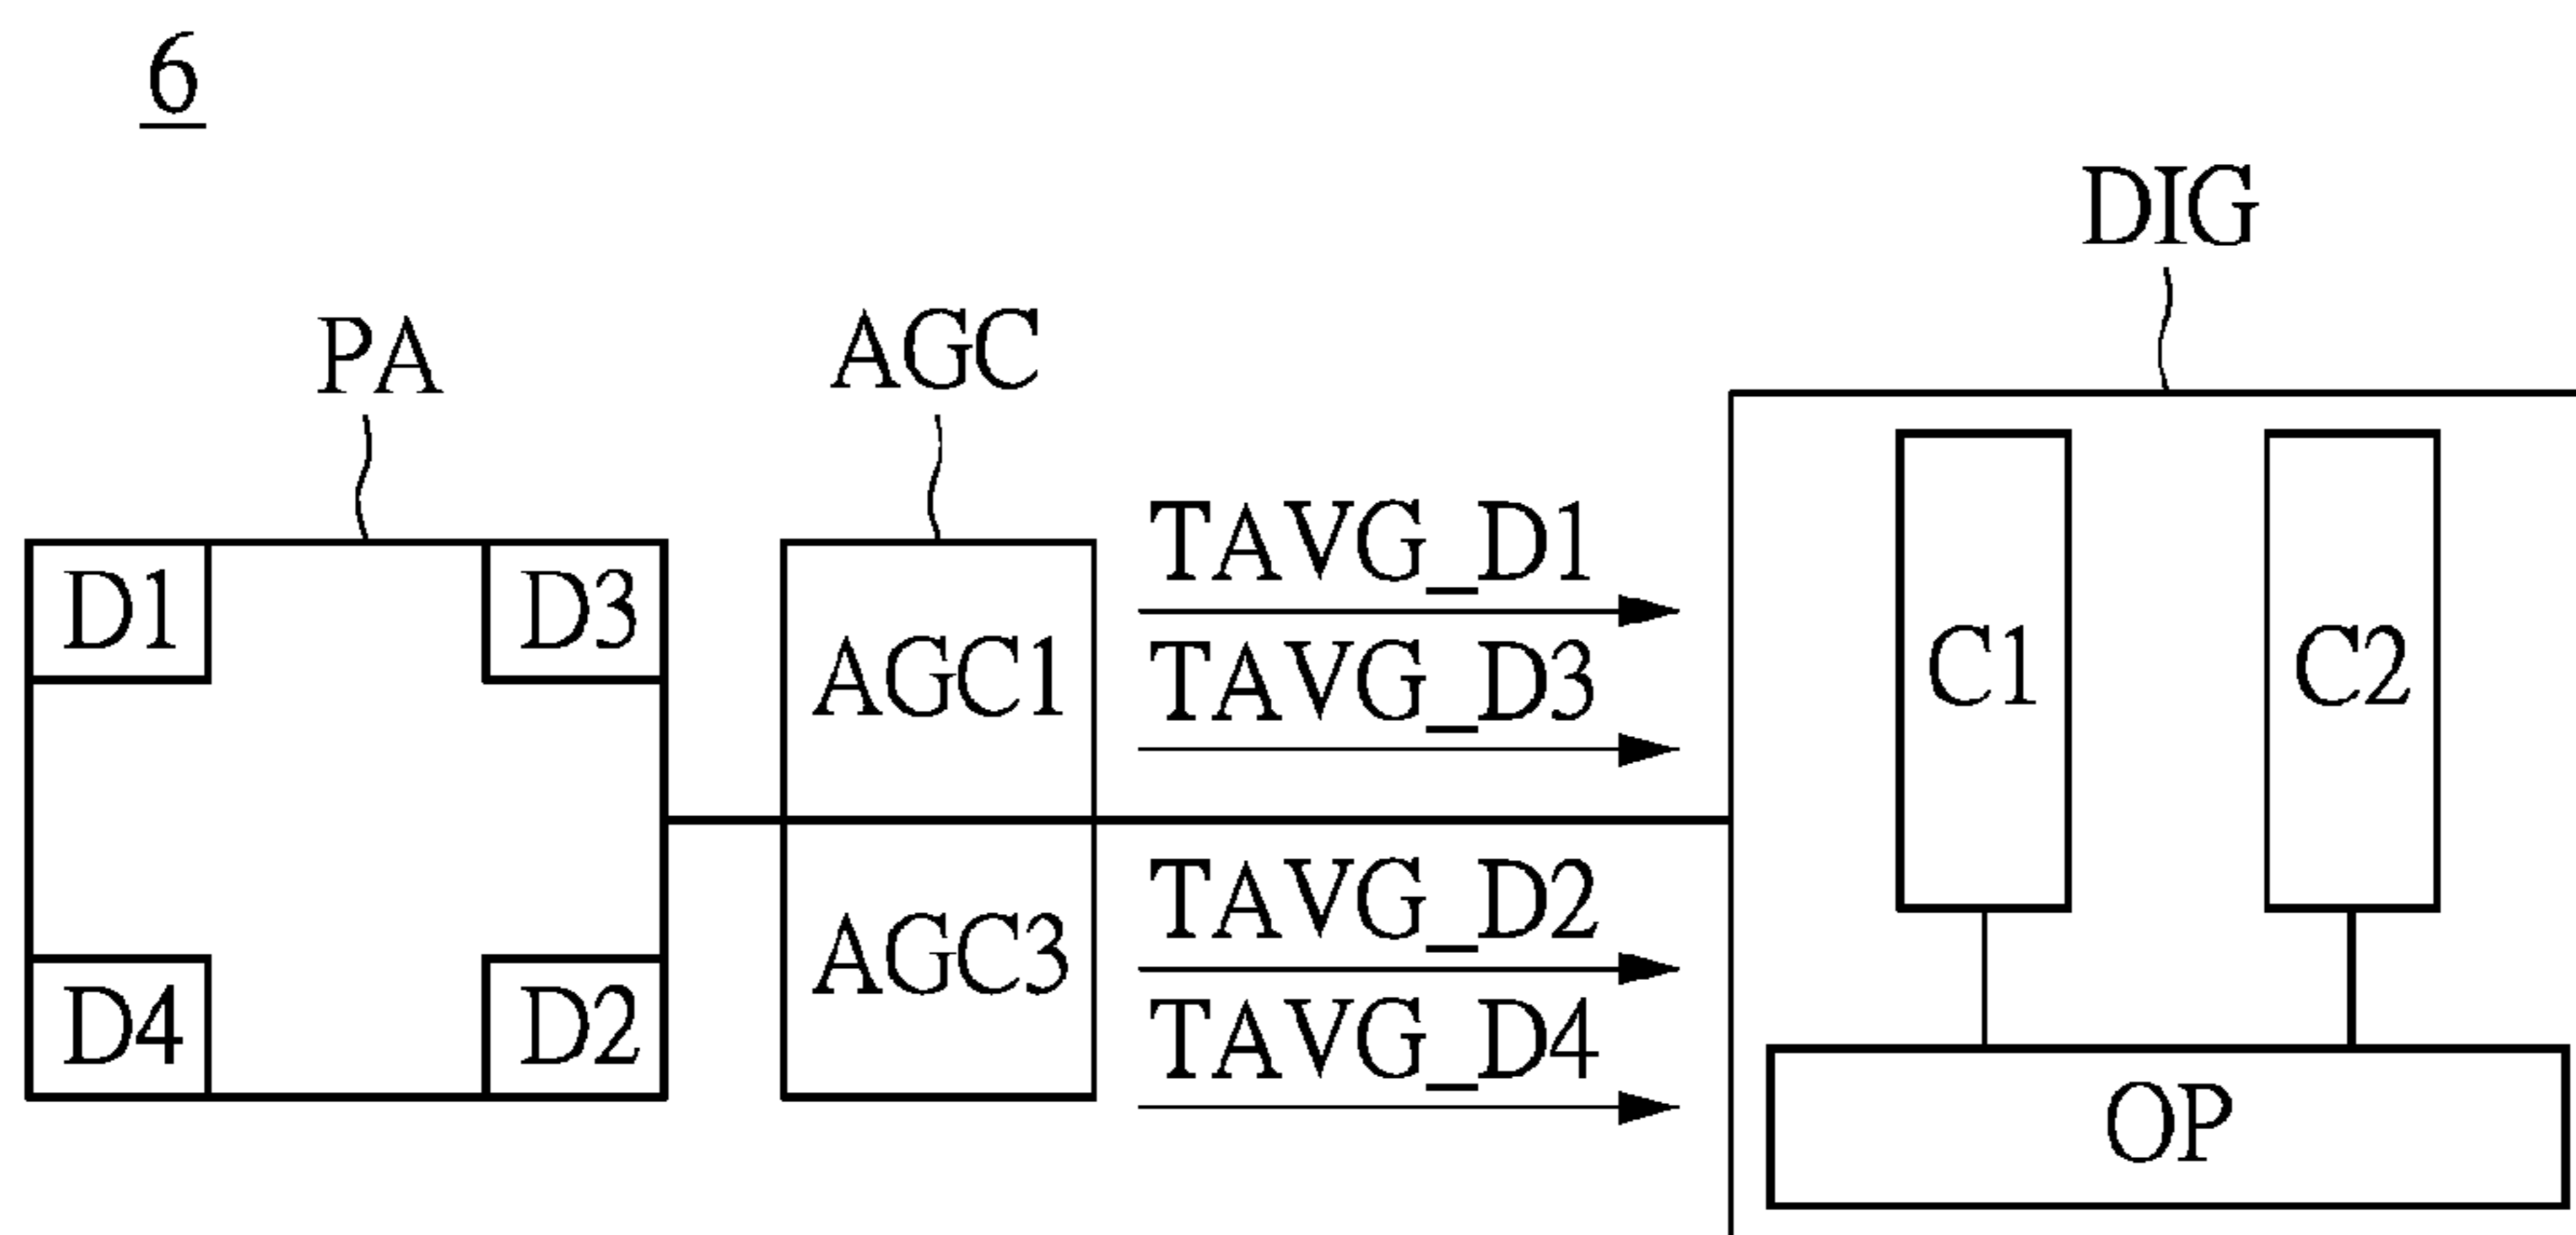 6
DIG
PA
AGC
D1
D3
AGC1
TAVG_D1
TAVG_D3
C1
C2
D4
D2
AGC3
TAVG_D2
TAVG_D4
OP